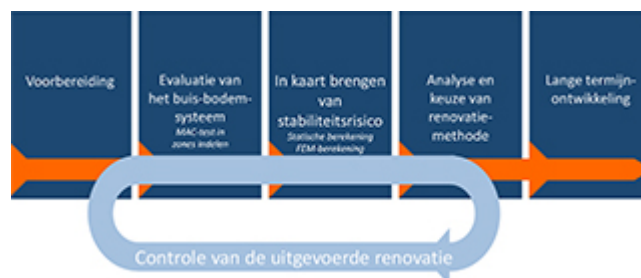 Voorbereiding
Evaluatie van
het buis-bodem-
systeem
MAC-test in
zones indelen
In kaart brengen
van
stabiliteitsrisico
Statische berekening
FEM berekening
Analyse en
keuze van
renovatie-
methode
Lange termijn-
ontwikkeling
Controle van de uitgevoerde renovatie